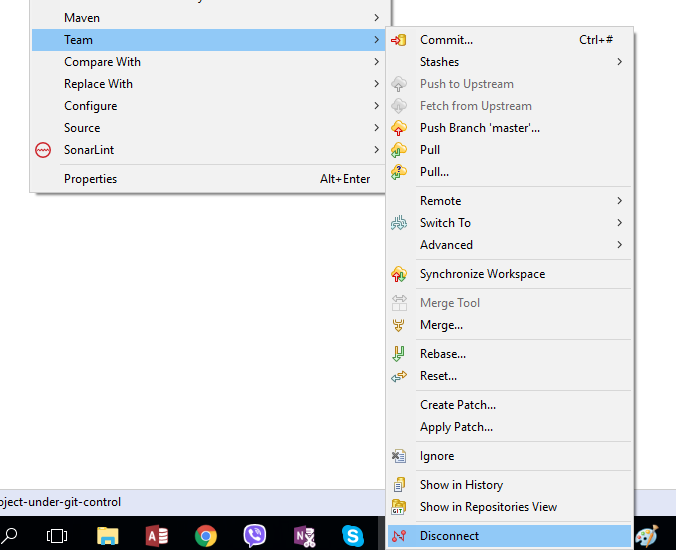 Maven
Team
Compare With
Replace With
Configure
Source
SonarLint
Properties Alt+Enter
Commit... Ctrl+#
Stashes
Push to Upstream
Fetch from Upstream
Push Branch 'master'...
Pull
Pull...
Remote
Switch To
Advanced
Synchronize Workspace
Merge Tool
Merge...
Rebase...
Reset...
Create Patch...
Apply Patch...
Ignore
Show in History
GIT Show in Repositories View
Disconnect
oject-under-git-control